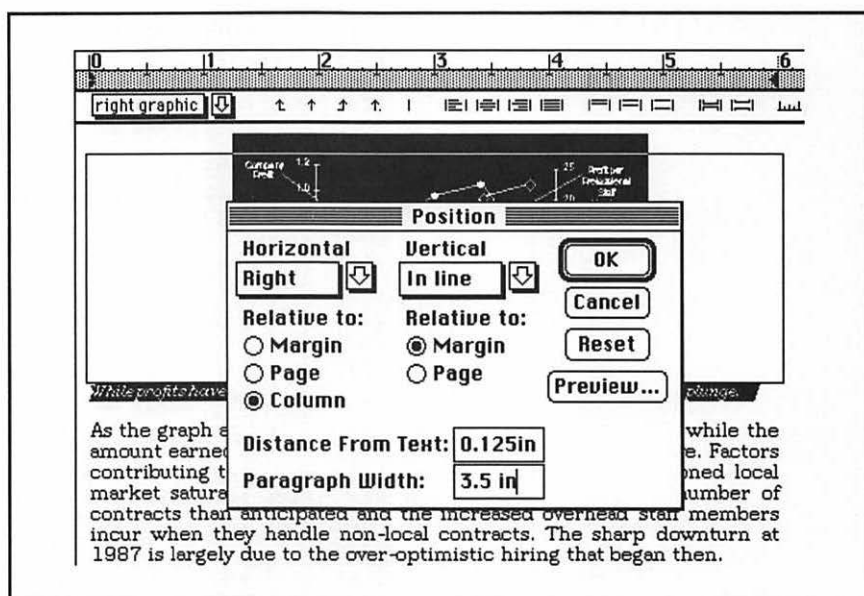 0 1 2 3 4 5 6
right graphic
Company 1.2 25 Profit per
Profit Professional
1.0 Staff
20
Position
Horizontal Vertical
Right In line OK
Cancel
Relative to: Relative to:
Margin Margin Reset
Page Page
Column Preview...
While profits have plunge.
As the graph a while the
Distance From Text: 0.125in
amount earne e. Factors
contributing t oned local
Paragraph Width: 3.5 in
market satura umber of
contracts than anticipated and the increased overhead staff members
incur when they handle non-local contracts. The sharp downturn at
1987 is largely due to the over-optimistic hiring that began then.